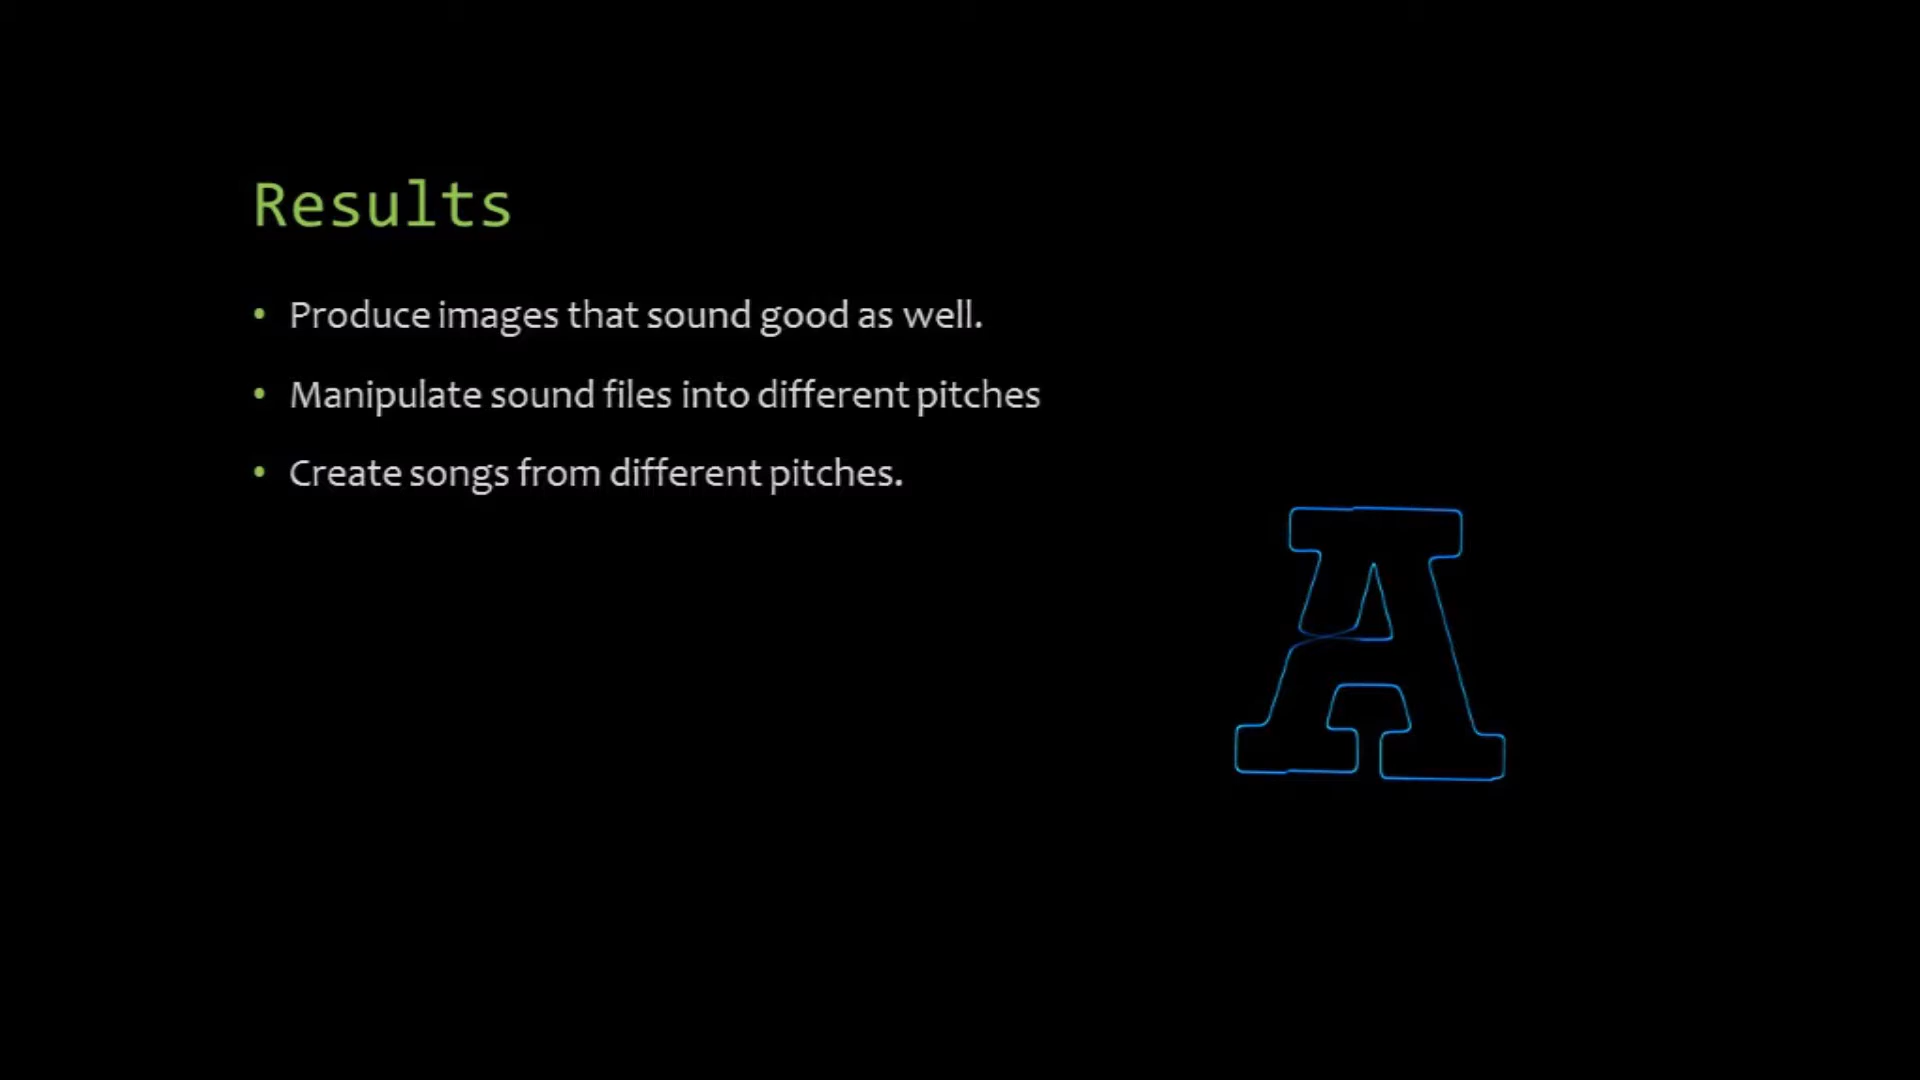 Results
• Produce images that sound good as well.
• Manipulate sound files into different pitches
• Create songs from different pitches.
A